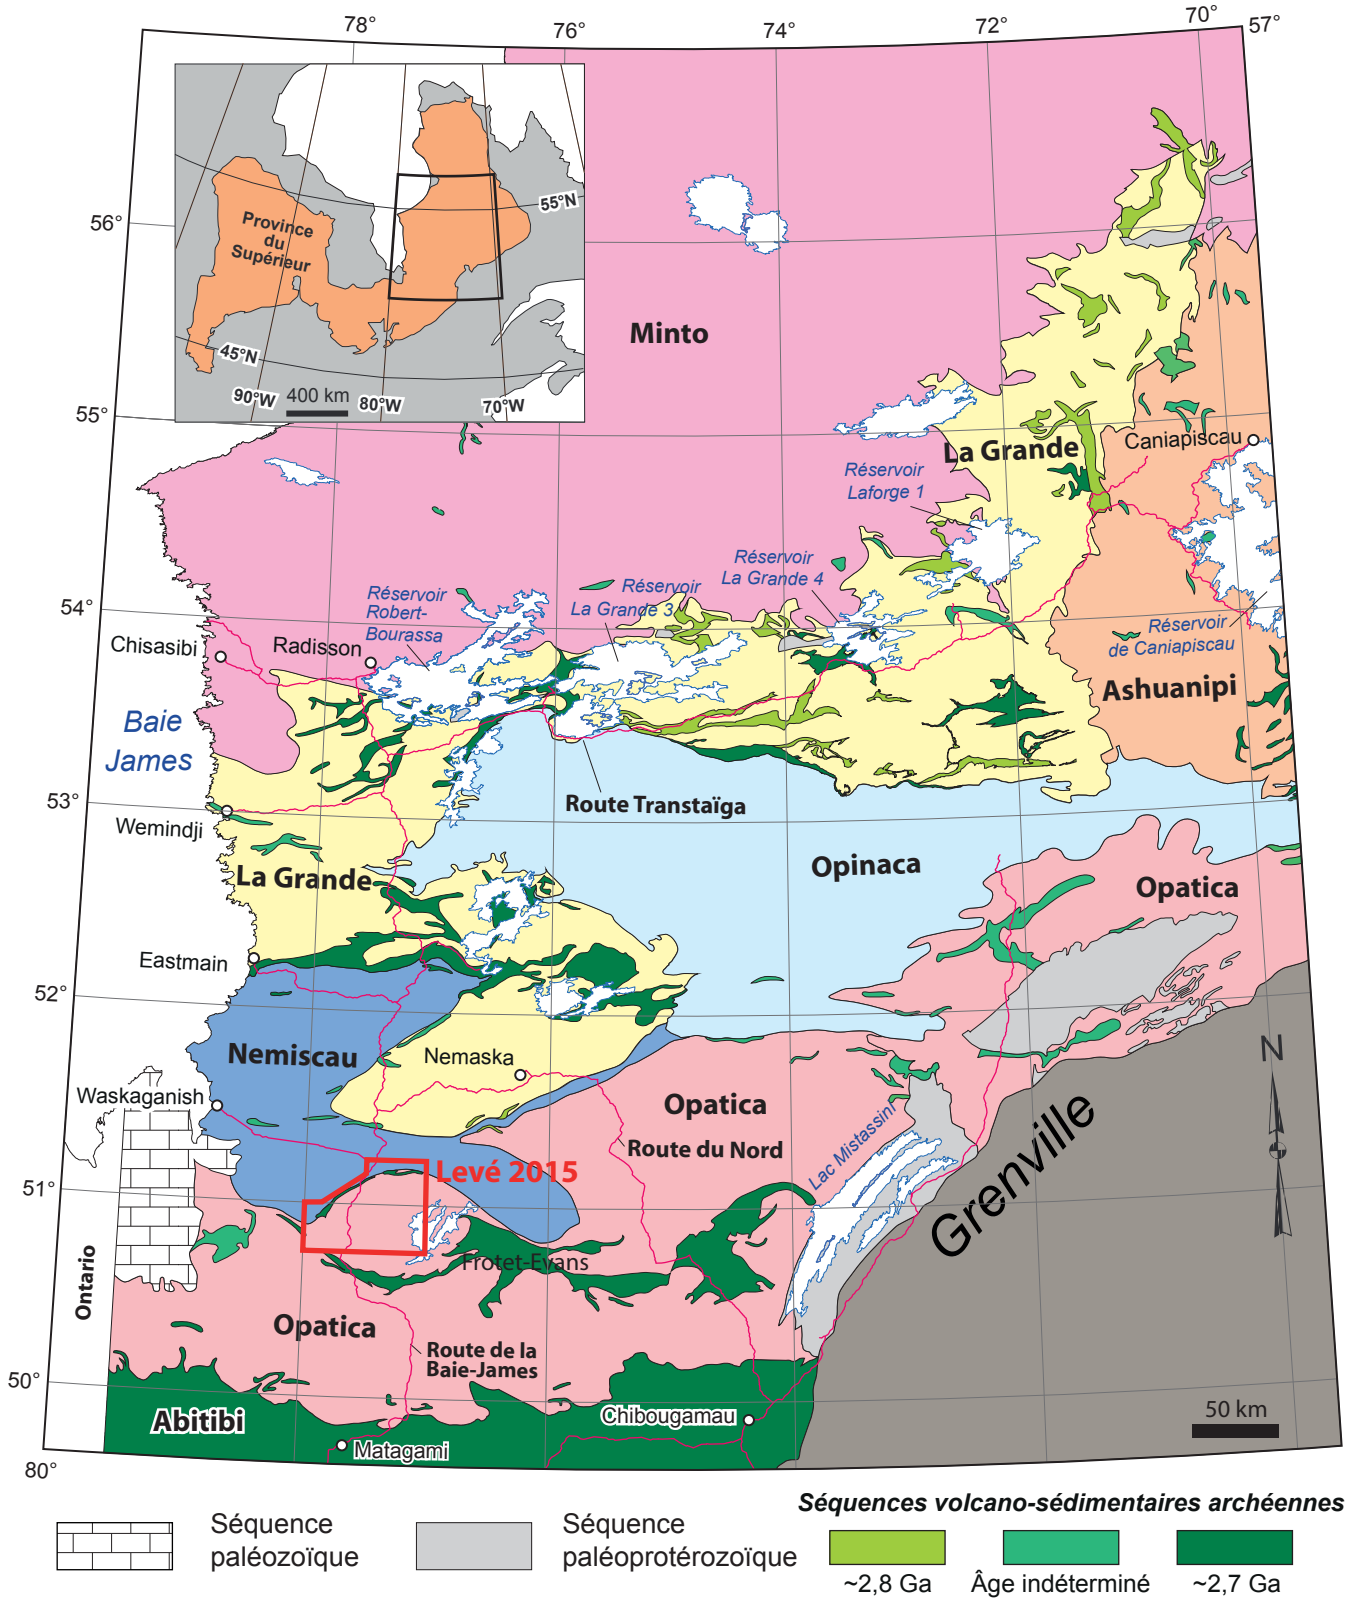 78°
76°
74°
72°
70°
57°
Province
du
Supérieur
55°N
45°N
90°W
400 km
80°W
70°W
56°
Minto
55°
La Grande
Caniapiscau
Réservoir
Laforge 1
Réservoir
La Grande 4
Réservoir
La Grande 3
Réservoir
Robert-
Bourassa
54°
Chisasibi
Radisson
Réservoir
de Caniapiscau
Ashuanipi
Baie
James
53°
Route Transtaïga
Wemindji
Opinaca
La Grande
Opatica
Eastmain
52°
Nemiscau
Nemaska
N
Waskaganish
Opatica
Route du Nord
Lac Mistassini
Grenville
Levé 2015
51°
Ontario
Frotet-Evans
Opatica
Route de la
Baie-James
50°
Abitibi
Chibougamau
50 km
Matagami
80°
Séquence
paléozoïque
Séquence
paléoprotérozoïque
Séquences volcano-sédimentaires archéennes
~2,8 Ga
Âge indéterminé
~2,7 Ga